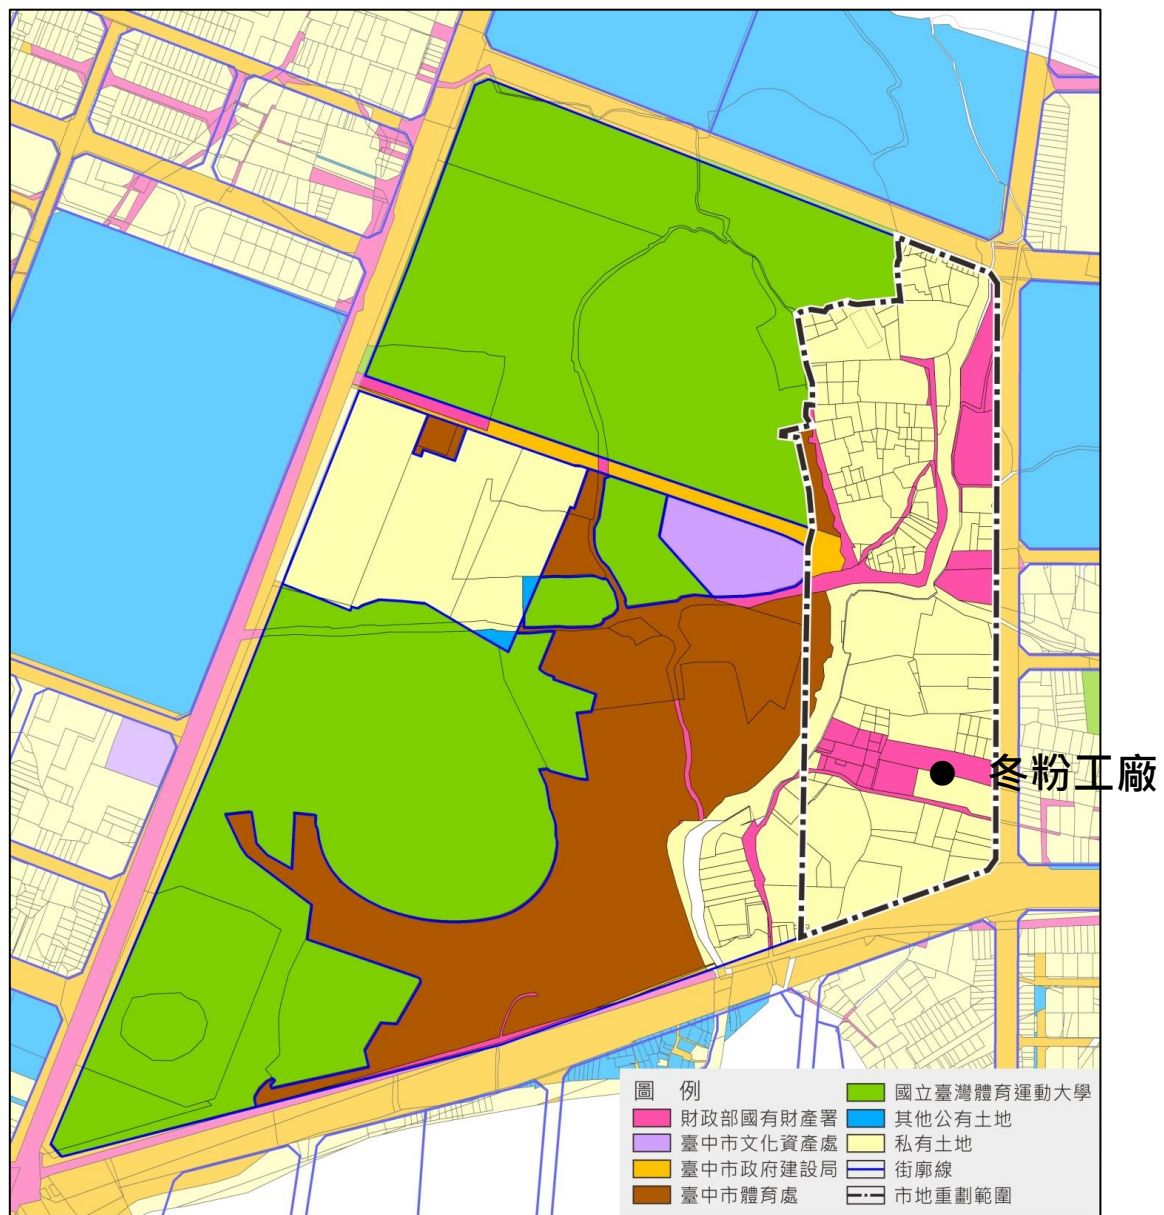 冬粉工廠
圖 例
財政部國有財產署
臺中市文化資產處
臺中市政府建設局
臺中市體育處
國立臺灣體育運動大學
其他公有土地
私有土地
街廓線
市地重劃範圍